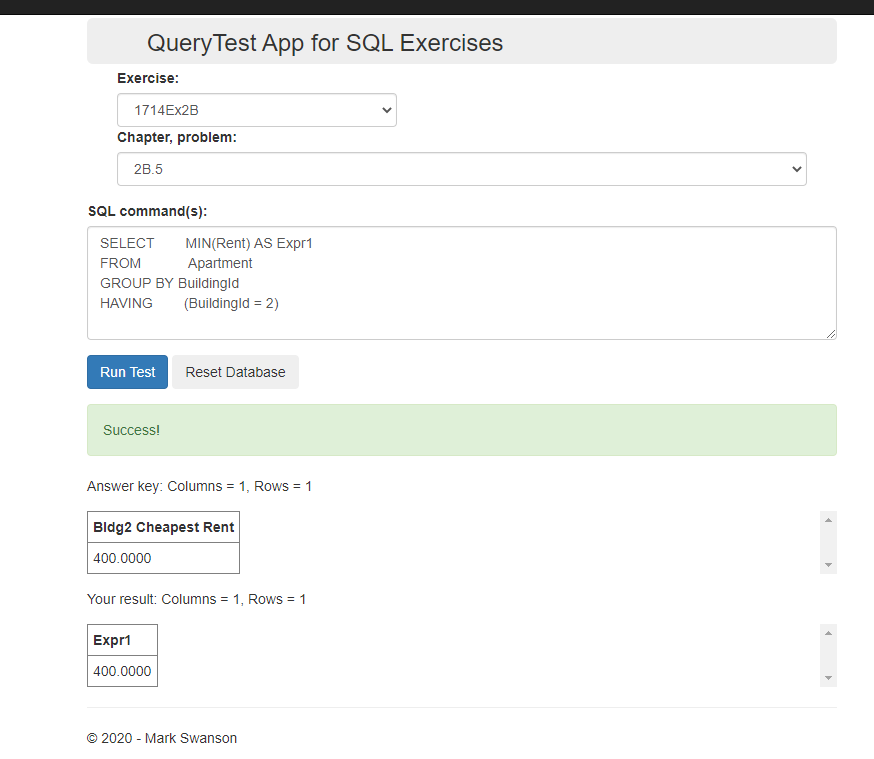 QueryTest App for SQL Exercises
Exercise:
1714Ex2B
Chapter, problem:
2B.5
SQL command(s):
SELECT MIN(Rent) AS Expr1
FROM Apartment
GROUP BY BuildingId
HAVING (BuildingId = 2)
Run Test Reset Database
Success!
Answer key: Columns = 1, Rows = 1
Bldg2 Cheapest Rent
400.0000
Your result: Columns = 1, Rows = 1
Expr1
400.0000
© 2020 - Mark Swanson